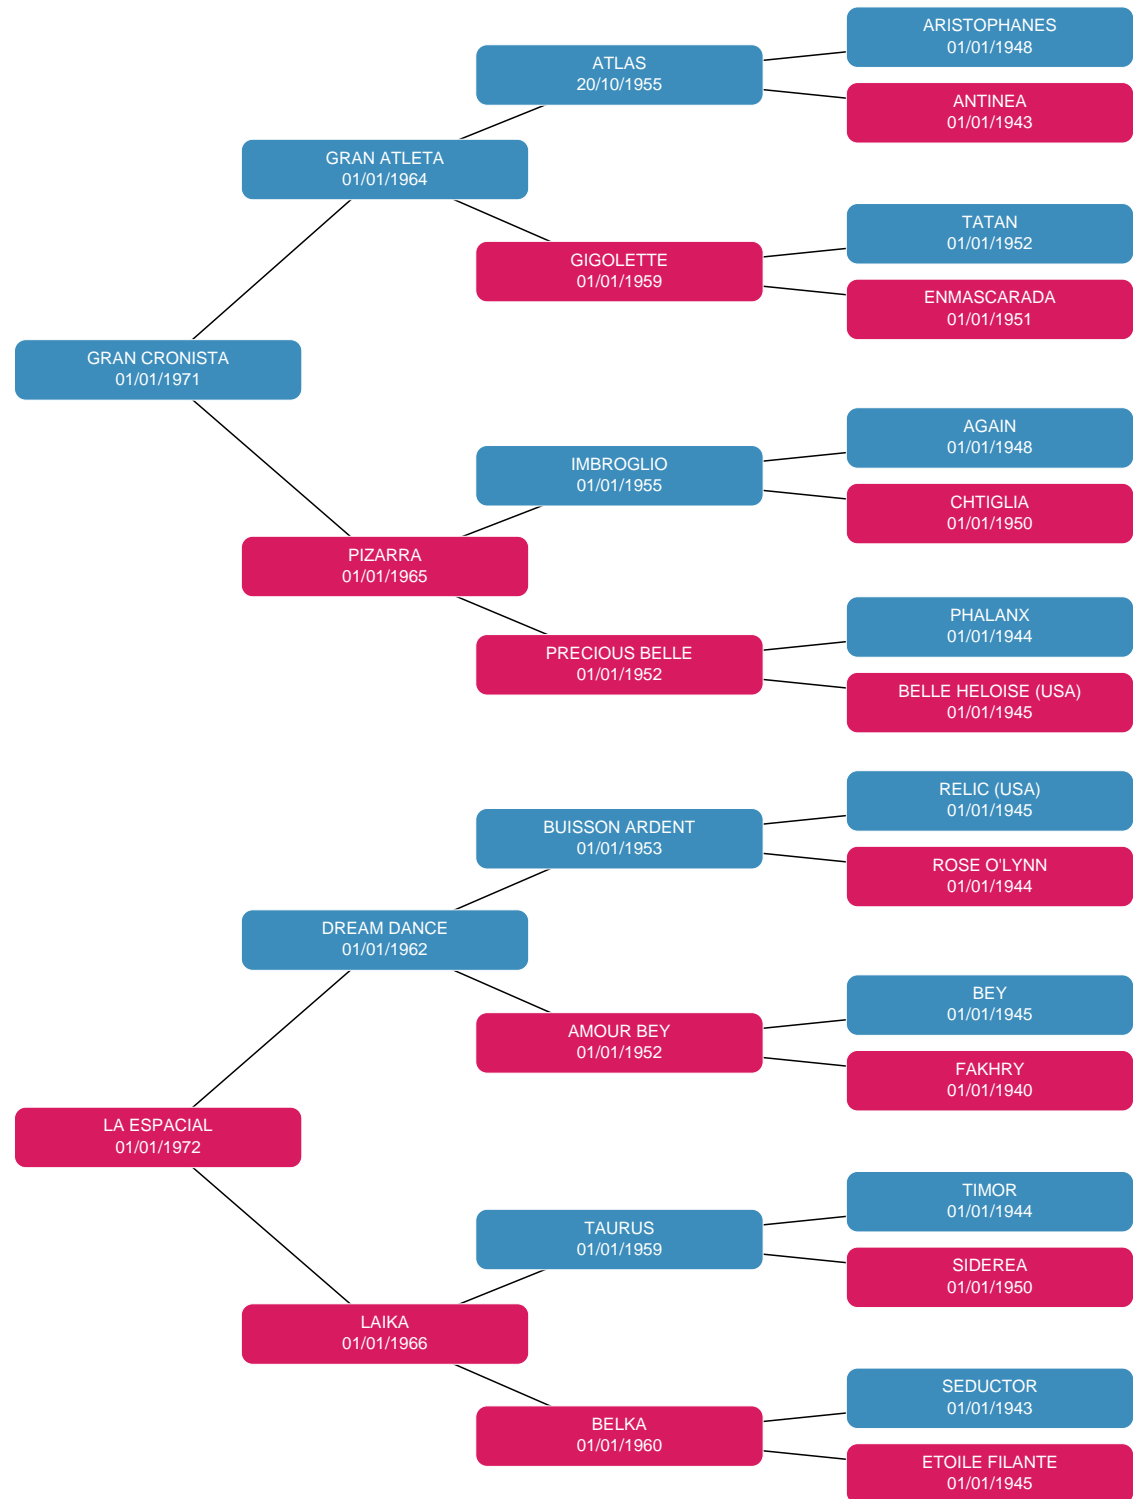 ARISTOPHANES
01/01/1948
ATLAS
20/10/1955
ANTINEA
01/01/1943
GRAN ATLETA
01/01/1964
TATAN
01/01/1952
GIGOLETTE
01/01/1959
ENMASCARADA
01/01/1951
GRAN CRONISTA
01/01/1971
AGAIN
01/01/1948
IMBROGLIO
01/01/1955
CHTIGLIA
01/01/1950
PIZARRA
01/01/1965
PHALANX
01/01/1944
PRECIOUS BELLE
01/01/1952
BELLE HELOISE (USA)
01/01/1945
RELIC (USA)
01/01/1945
BUISSON ARDENT
01/01/1953
ROSE O'LYNN
01/01/1944
DREAM DANCE
01/01/1962
BEY
01/01/1945
AMOUR BEY
01/01/1952
FAKHRY
01/01/1940
LA ESPACIAL
01/01/1972
TIMOR
01/01/1944
TAURUS
01/01/1959
SIDEREA
01/01/1950
LAIKA
01/01/1966
SEDUCTOR
01/01/1943
BELKA
01/01/1960
ETOILE FILANTE
01/01/1945